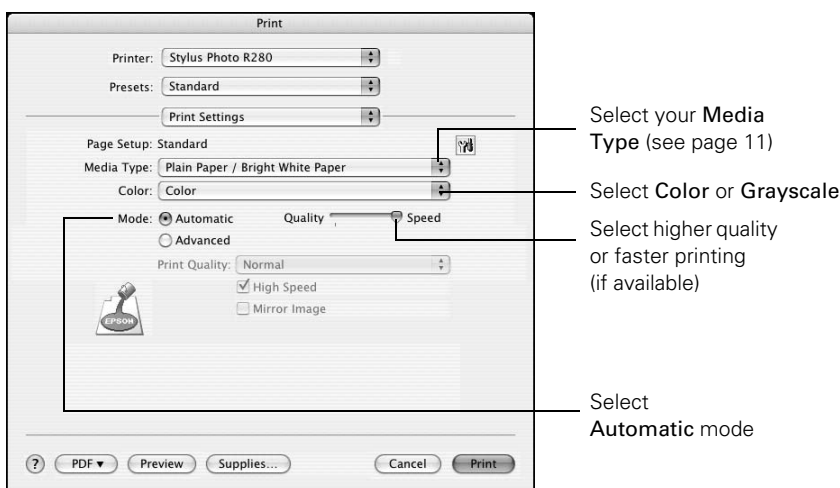 Print
Printer: Stylus Photo R280
Presets: Standard
Print Settings
Page Setup: Standard
Media Type: Plain Paper / Bright White Paper
Color: Color
Mode: Automatic Quality Speed
Advanced
Print Quality: Normal
High Speed
Mirror Image
EPSON
? PDF▼ Preview Supplies... Cancel Print
Select your Media
Type (see page 11)
Select Color or Grayscale
Select higher quality
or faster printing
(if available)
Select
Automatic mode